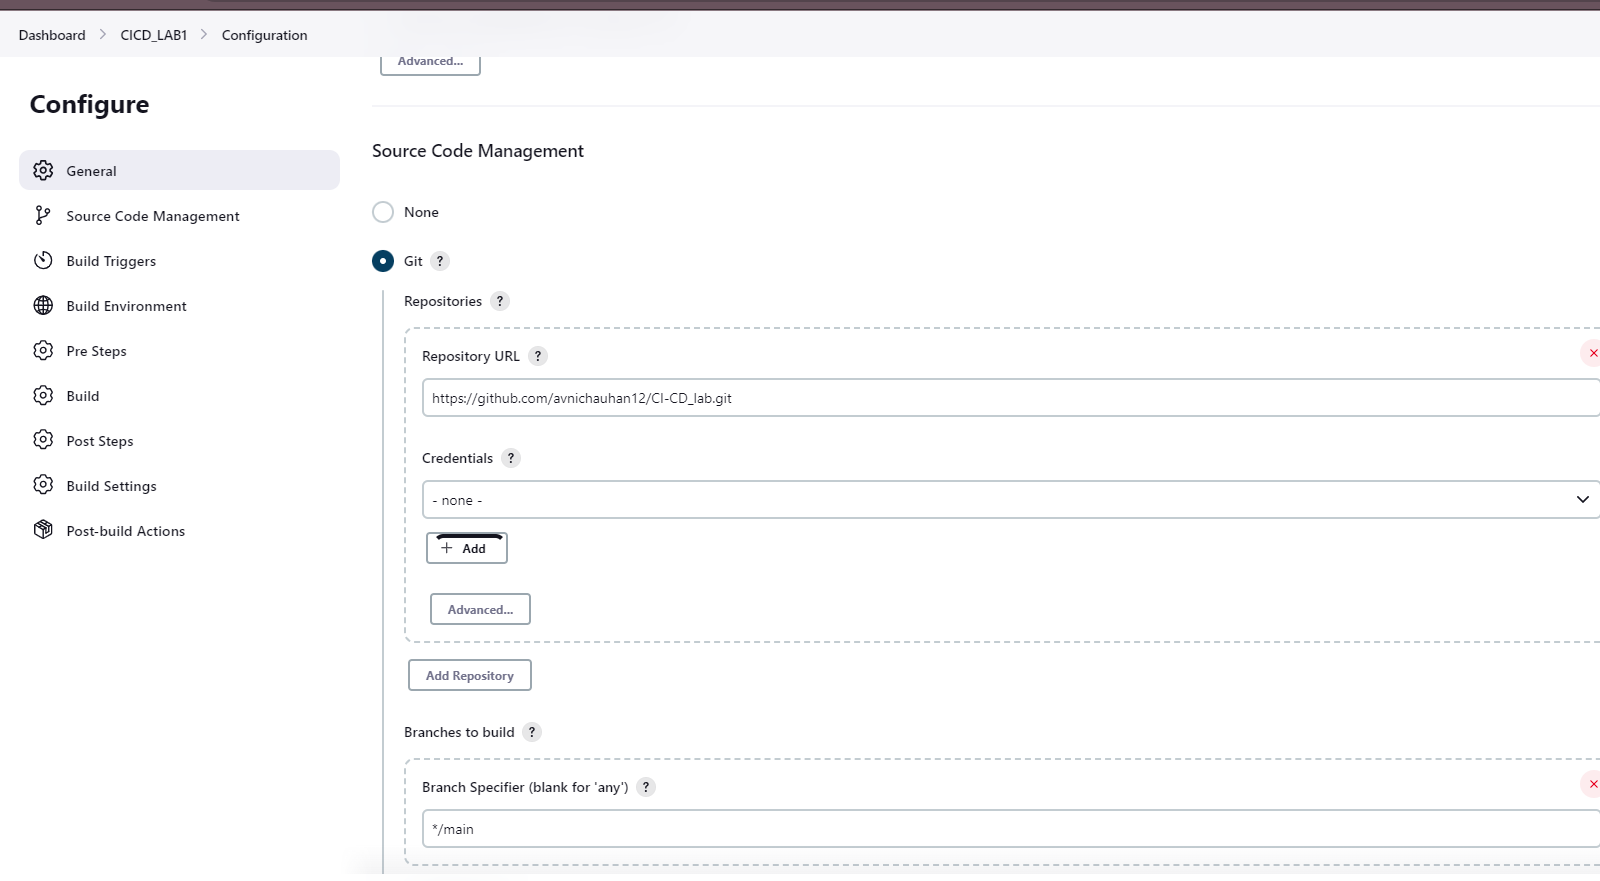 Dashboard > CICD_LAB1 > Configuration
Advanced...
Configure
General
Source Code Management
Build Triggers
Build Environment
Pre Steps
Build
Post Steps
Build Settings
Post-build Actions
Source Code Management
None
Git ?
Repositories ?
Repository URL ?
https://github.com/avnichauhan12/CI-CD_lab.git
Credentials ?
- none -
+ Add
Advanced...
Add Repository
Branches to build ?
Branch Specifier (blank for 'any') ?
*/main